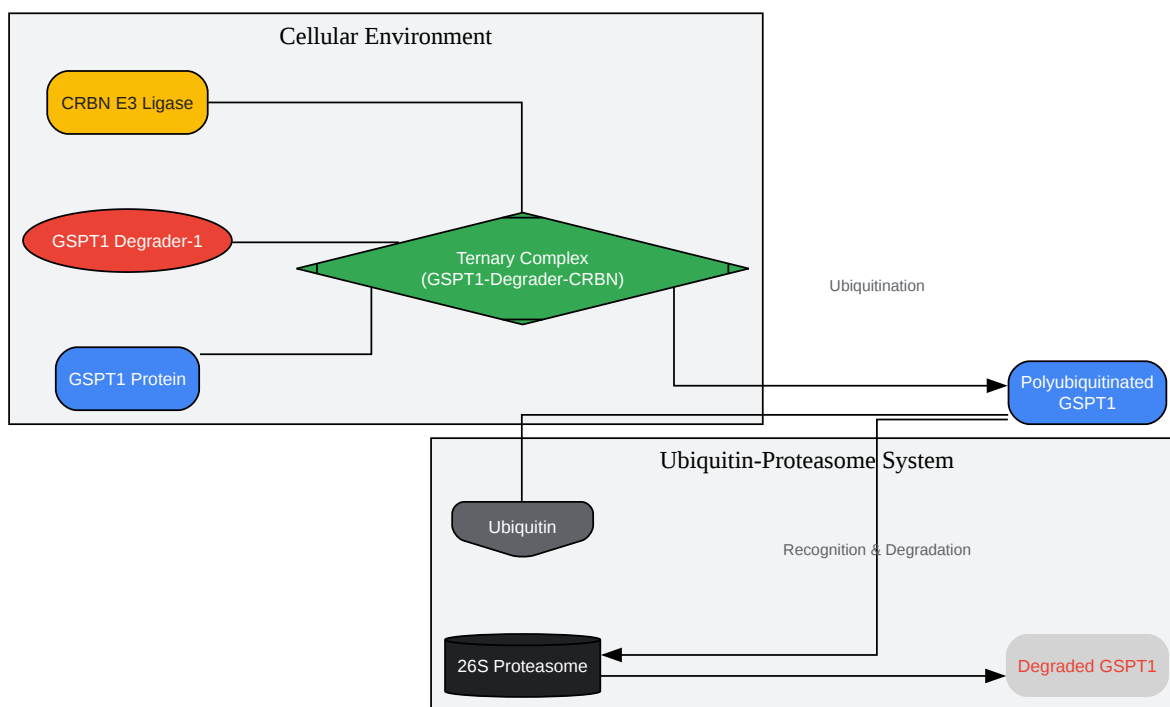 Cellular Environment
CRBN E3 Ligase
GSPT1 Degrader-1
Ternary Complex
(GSPT1-Degrader-CRBN)
Ubiquitination
GSPT1 Protein
Polyubiquitinated
GSPT1
Ubiquitin-Proteasome System
Ubiquitin
Recognition & Degradation
26S Proteasome
Degraded GSPT1